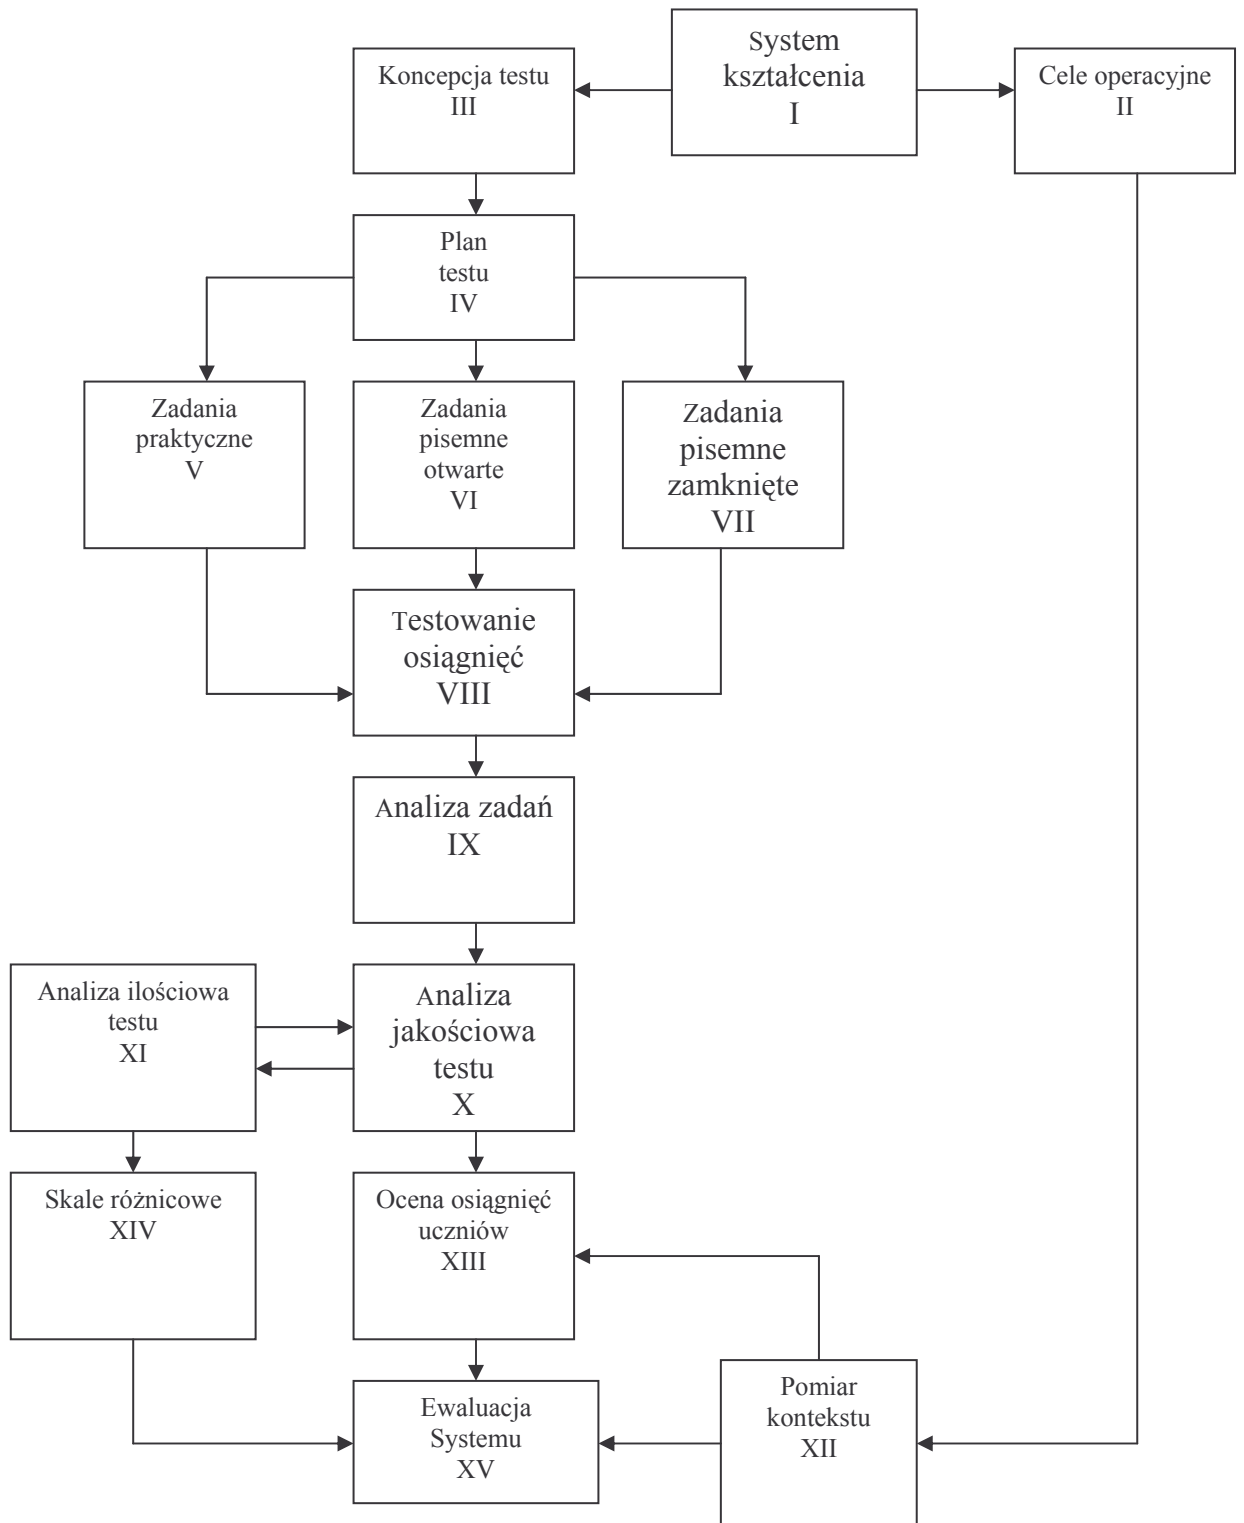 System
kształcenia
I
Koncepcja testu
III
Cele operacyjne
II
Plan
testu
IV
Zadania
praktyczne
V
Zadania
pisemne
otwarte
VI
Zadania
pisemne
zamknięte
VII
Testowanie
osiągnięć
VIII
Analiza zadań
IX
Analiza ilościowa
testu
XI
Analiza
jakościowa
testu
X
Skale różnicowe
XIV
Ocena osiągnięć
uczniów
XIII
Ewaluacja
Systemu
XV
Pomiar
kontekstu
XII